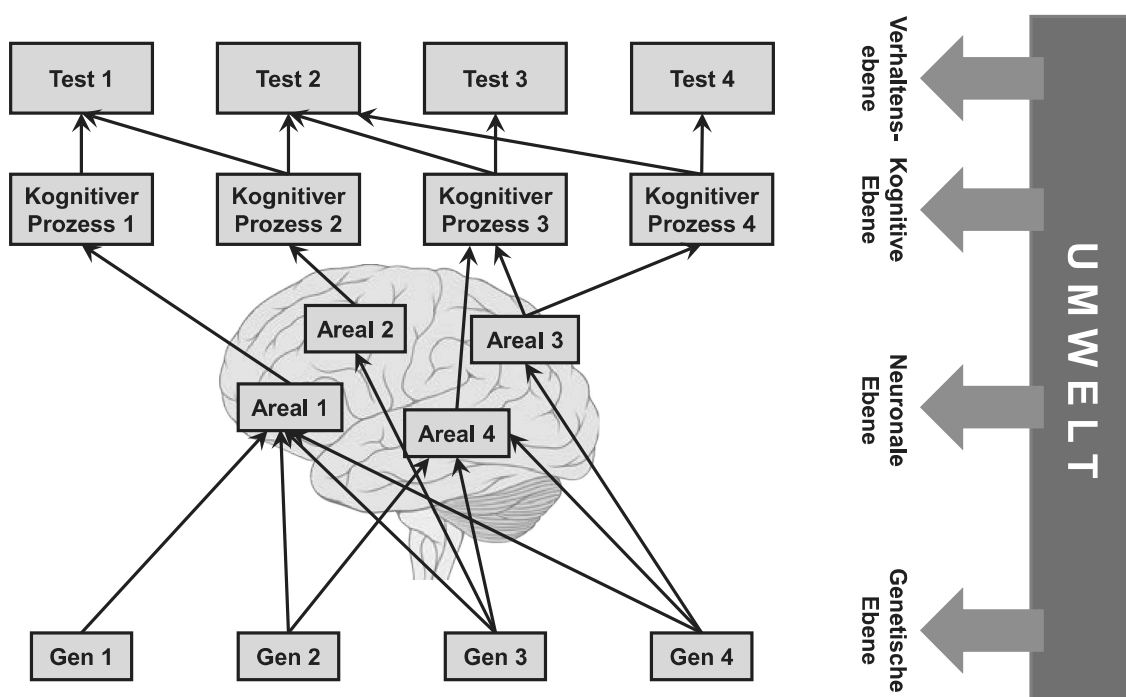 Test 1
Test 2
Test 3
Test 4
Verhaltens-
ebene
Kognitiver
Prozess 1
Kognitiver
Prozess 2
Kognitiver
Prozess 3
Kognitiver
Prozess 4
Kognitive
Ebene
Areal 2
Areal 3
Areal 1
Areal 4
Neuronale
Ebene
Gen 1
Gen 2
Gen 3
Gen 4
Genetische
Ebene
UMWELT